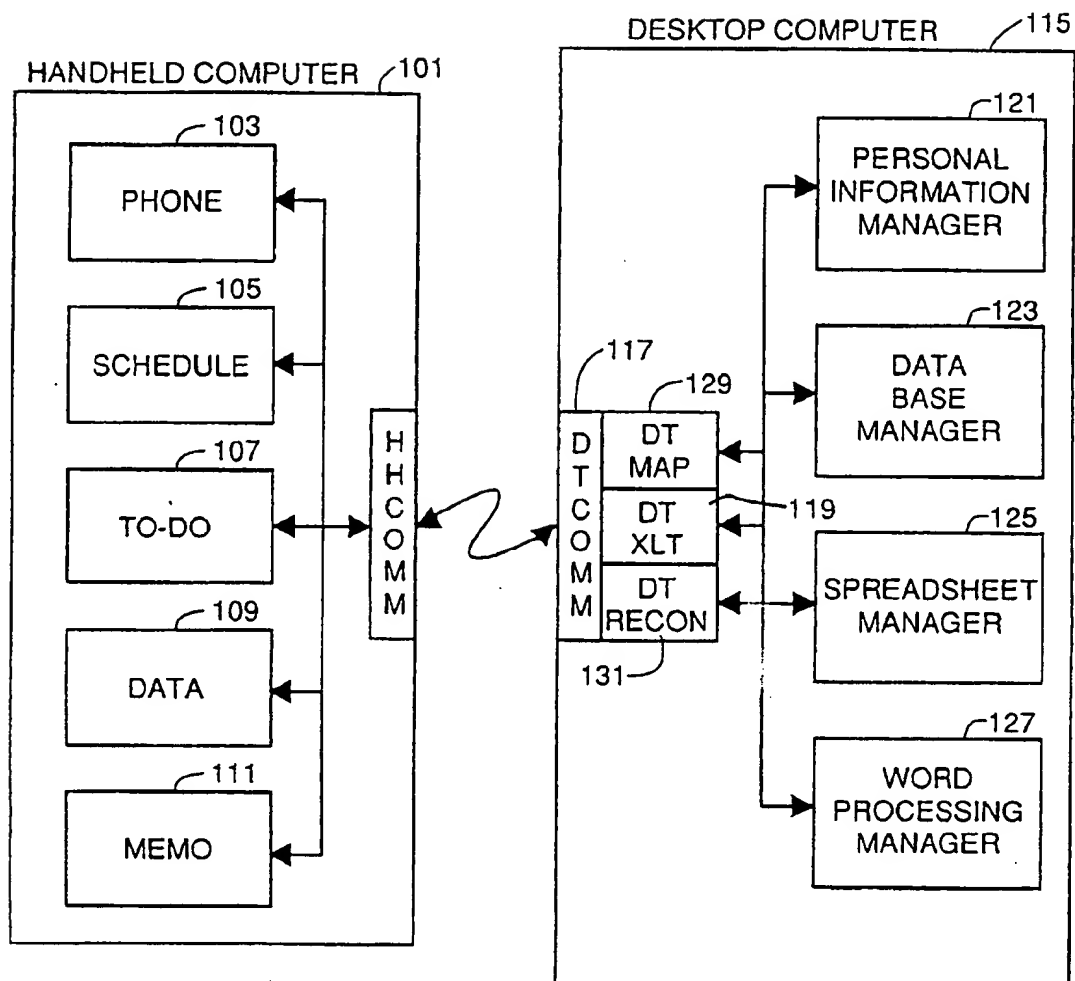 DESKTOP COMPUTER
115
HANDHELD COMPUTER
101
103
PHONE
105
SCHEDULE
107
TO-DO
109
DATA
111
MEMO
HHCOMM
117
DTCOMM
129
DT
MAP
119
DT
XLT
DT
RECON
131
121
PERSONAL
INFORMATION
MANAGER
123
DATA
BASE
MANAGER
125
SPREADSHEET
MANAGER
127
WORD
PROCESSING
MANAGER